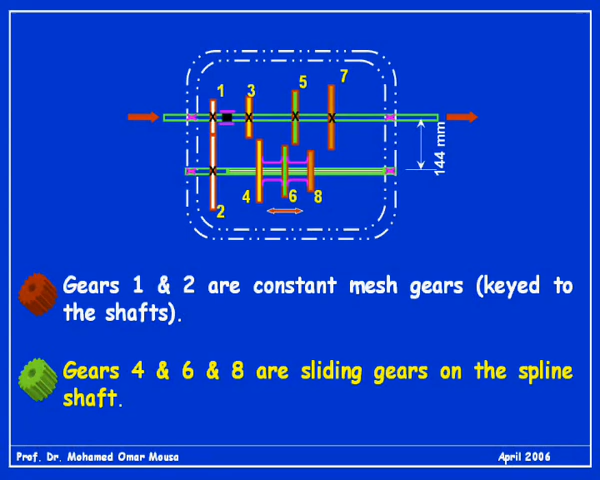 1 3 5 7
144 mm
2 4 6 8
Gears 1 & 2 are constant mesh gears (keyed to
the shafts).
Gears 4 & 6 & 8 are sliding gears on the spline
shaft.
Prof. Dr. Mohamed Omar Mousa April 2006